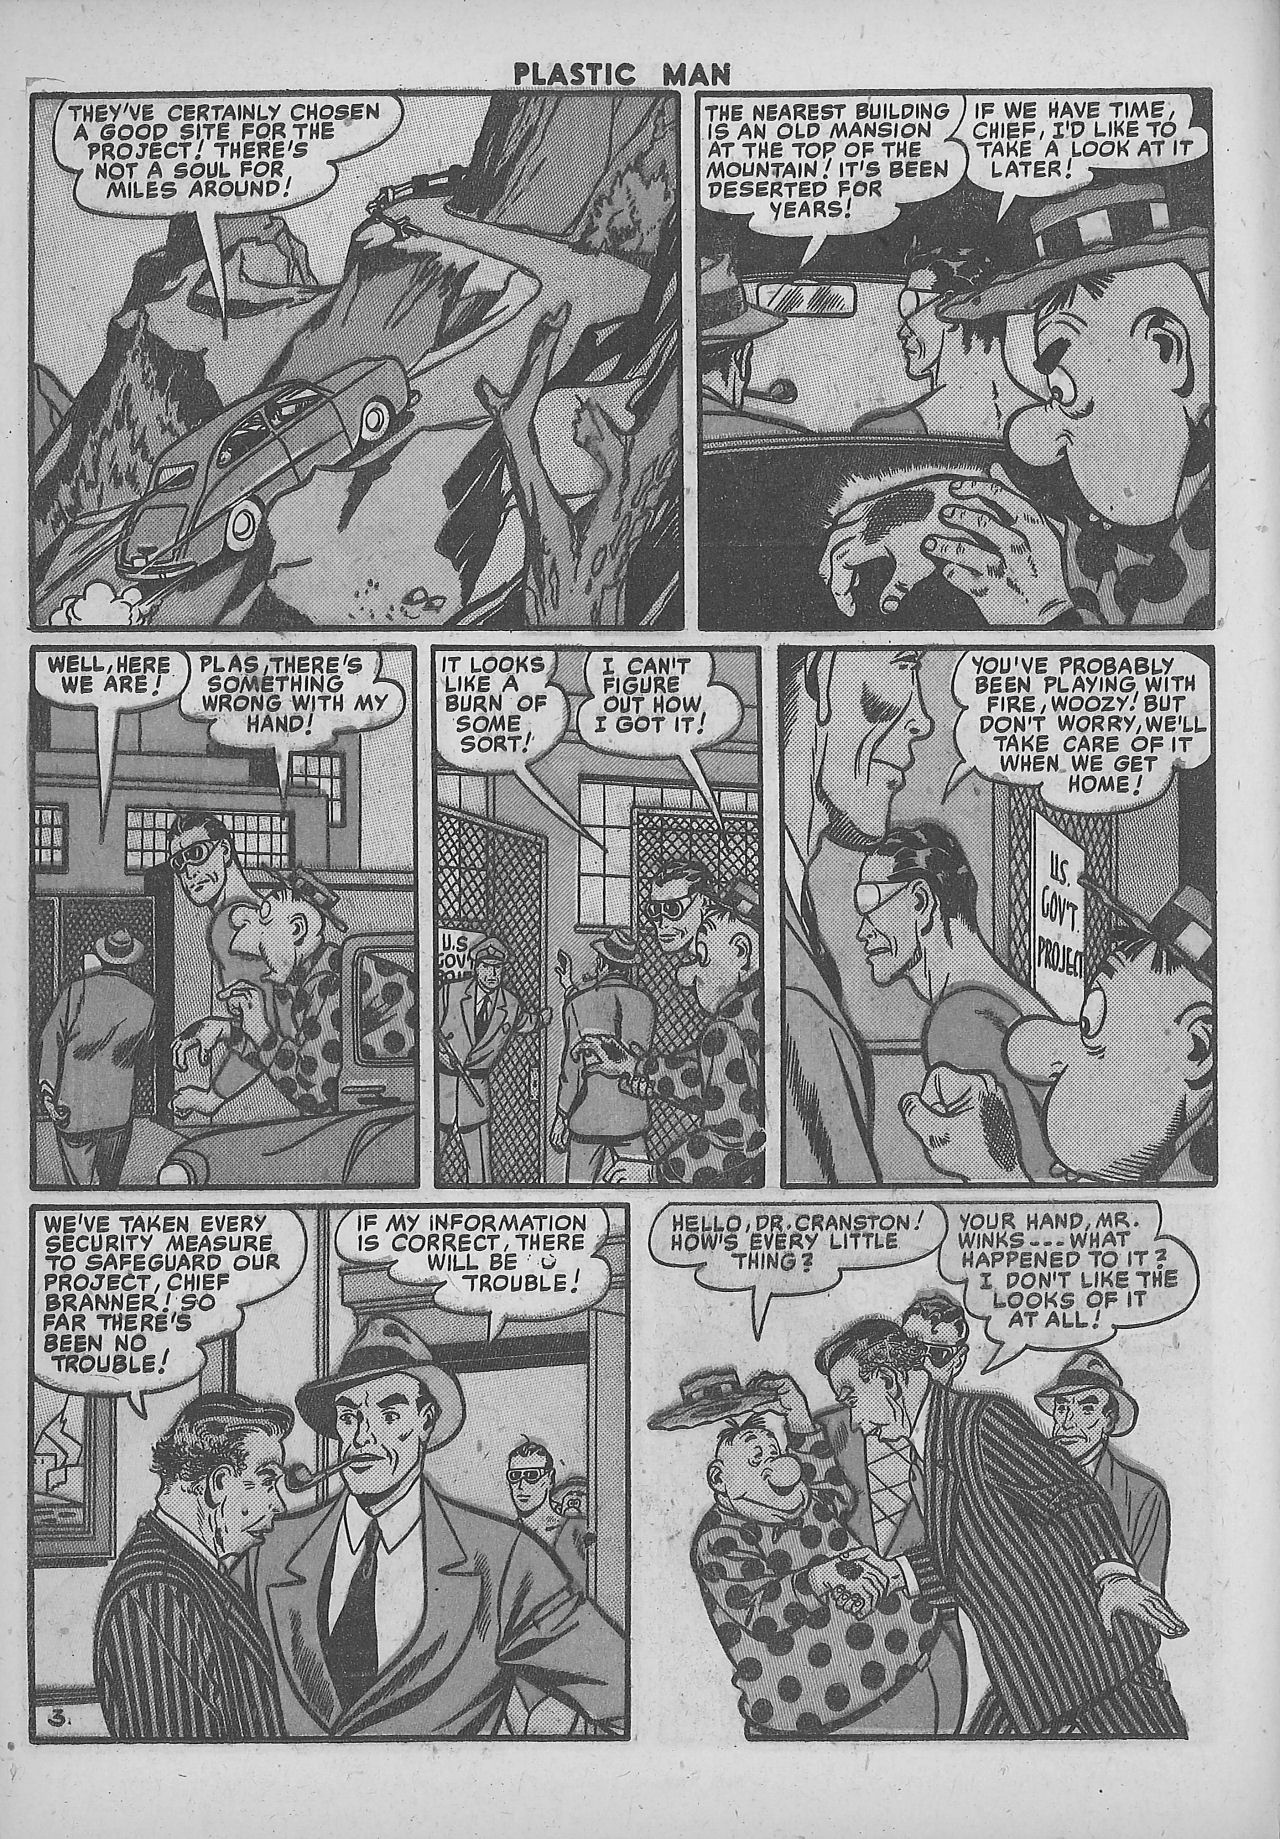 PLASTIC MAN
THEY'VE CERTAINLY CHOSEN
A GOOD SITE FOR THE
PROJECT! THERE'S
NOT A SOUL FOR
MILES AROUND!
THE NEAREST BUILDING
IS AN OLD MANSION
AT THE TOP OF THE
MOUNTAIN! IT'S BEEN
DESERTED FOR
YEARS!
IF WE HAVE TIME,
CHIEF, I'D LIKE TO
TAKE A LOOK AT IT
LATER!
WELL, HERE
WE ARE!
PLAS, THERE'S
SOMETHING
WRONG WITH MY
HAND!
IT LOOKS
LIKE A
BURN OF
SOME
SORT!
I CAN'T
FIGURE
OUT HOW
I GOT IT!
U.S
GOV'
YOU'VE PROBABLY
BEEN PLAYING WITH
FIRE, WOOZY! BUT
DON'T WORRY, WE'LL
TAKE CARE OF IT
WHEN WE GET
HOME!
U.S.
GOV'T.
PROJECT
WE'VE TAKEN EVERY
SECURITY MEASURE
TO SAFEGUARD OUR
PROJECT, CHIEF
BRANNER! SO
FAR THERE'S
BEEN NO
TROUBLE!
IF MY INFORMATION
IS CORRECT, THERE
WILL BE
TROUBLE!
3.
HELLO, DR. CRANSTON!
HOW'S EVERY LITTLE
THING?
YOUR HAND, MR.
WINKS --- WHAT
HAPPENED TO IT?
I DON'T LIKE THE
LOOKS OF IT
AT ALL!